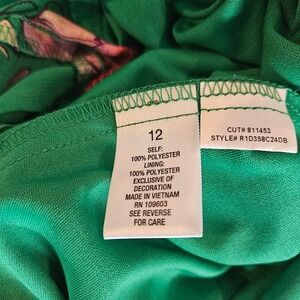 12
SELF:
100% POLYESTER
LINING:
100% POLYESTER
EXCLUSIVE OF
DECORATION
MADE IN VIETNAM
RN 109603
SEE REVERSE
FOR CARE
CUT# 811453
STYLE# R1D358C24DB